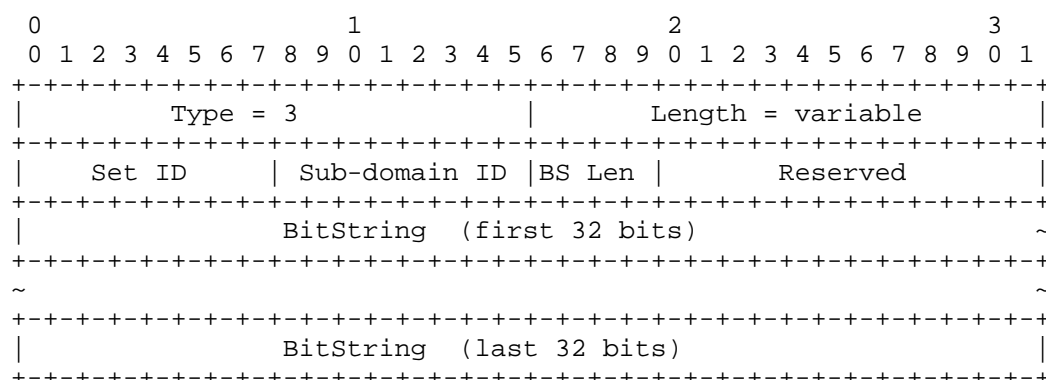 0                   1                   2                   3
 0 1 2 3 4 5 6 7 8 9 0 1 2 3 4 5 6 7 8 9 0 1 2 3 4 5 6 7 8 9 0 1
+-+-+-+-+-+-+-+-+-+-+-+-+-+-+-+-+-+-+-+-+-+-+-+-+-+-+-+-+-+-+-+-+
|         Type = 3              |       Length = variable       |
+-+-+-+-+-+-+-+-+-+-+-+-+-+-+-+-+-+-+-+-+-+-+-+-+-+-+-+-+-+-+-+-+
|    Set ID     | Sub-domain ID |BS Len |       Reserved        |
+-+-+-+-+-+-+-+-+-+-+-+-+-+-+-+-+-+-+-+-+-+-+-+-+-+-+-+-+-+-+-+-+
|                BitString  (first 32 bits)                     ~
+-+-+-+-+-+-+-+-+-+-+-+-+-+-+-+-+-+-+-+-+-+-+-+-+-+-+-+-+-+-+-+-+
~                                                               ~
+-+-+-+-+-+-+-+-+-+-+-+-+-+-+-+-+-+-+-+-+-+-+-+-+-+-+-+-+-+-+-+-+
|                BitString  (last 32 bits)                      |
+-+-+-+-+-+-+-+-+-+-+-+-+-+-+-+-+-+-+-+-+-+-+-+-+-+-+-+-+-+-+-+-+